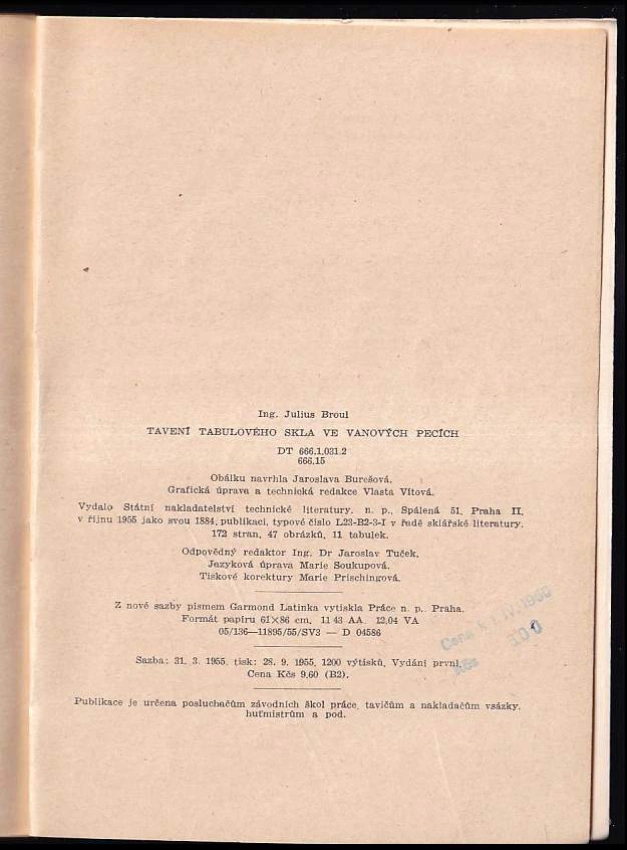 Ing. Julius Broul
TAVENÍ TABULOVÉHO SKLA VE VANOVÝCH PECÍCH
DT 666.1.031.2
666.15
Obálku navrhla Jaroslava Burešová.
Grafická úprava a technická redakce Vlasta Vítová.
Vydalo Státní nakladatelství technické literatury, n. p., Spálená 51, Praha II,
v říjnu 1955 jako svou 1884. publikaci, typové číslo L23-B2-3-I v řadě sklářské literatury.
172 stran, 47 obrázků, 11 tabulek.
Odpovědný redaktor Ing. Dr Jaroslav Tuček.
Jazyková úprava Marie Soukupová.
Tiskové korektury Marie Prischingová.
Z nové sazby písmem Garmond Latinka vytiskla Práce n. p., Praha.
Formát papíru 61×86 cm. 11 43 AA 12,04 VA
05/136—11895/55/SV3 — D 04586
Sazba: 31. 3. 1955, tisk: 28. 9. 1955, 1200 výtisků. Vydání první.
Cena Kčs 9,60 (B2).
Publikace je určena posluchačům závodních škol práce, tavičům a nakladačům vsázky,
huťmistrům a pod.
Cena k 1.IV.1960
Kčs